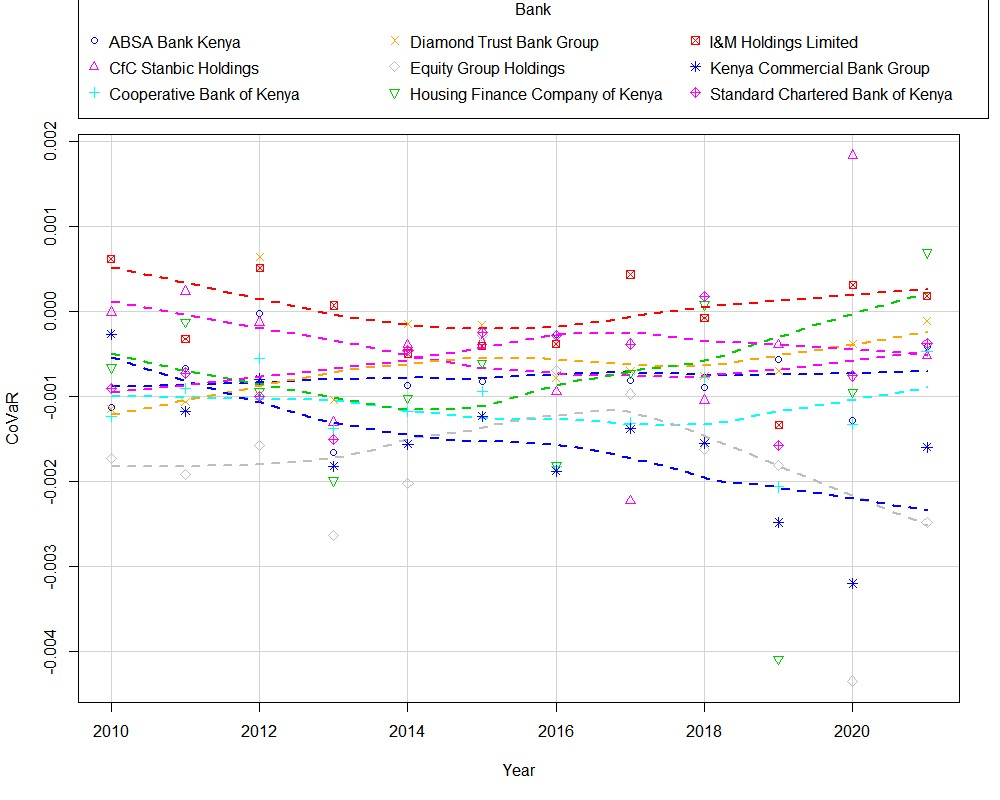 Bank
ABSA Bank Kenya Diamond Trust Bank Group I&M Holdings Limited
CfC Stanbic Holdings Equity Group Holdings Kenya Commercial Bank Group
Cooperative Bank of Kenya Housing Finance Company of Kenya Standard Chartered Bank of Kenya
0.002
0.001
0.000
-0.001
-0.002
-0.003
-0.004
CoVaR
2010 2012 2014 2016 2018 2020
Year